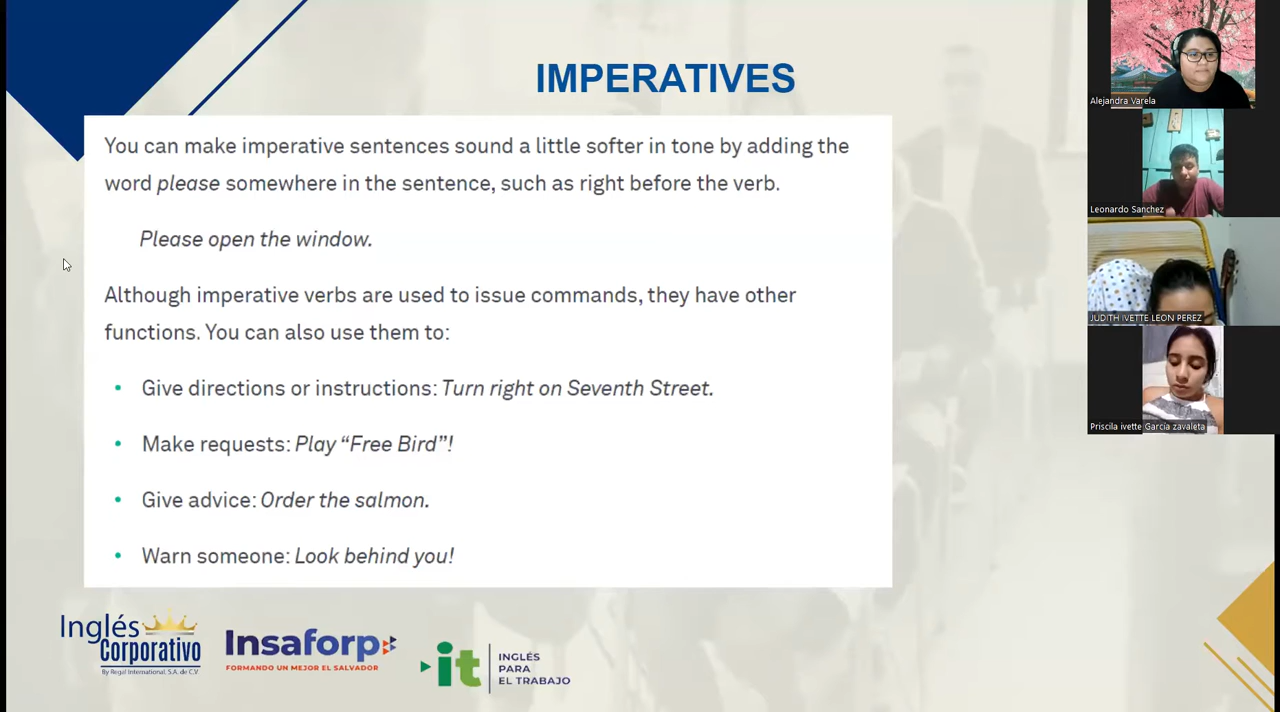 IMPERATIVES
You can make imperative sentences sound a little softer in tone by adding the
word please somewhere in the sentence, such as right before the verb.
Please open the window.
Although imperative verbs are used to issue commands, they have other
functions. You can also use them to:
• Give directions or instructions: Turn right on Seventh Street.
• Make requests: Play “Free Bird”!
• Give advice: Order the salmon.
• Warn someone: Look behind you!
Inglés
Corporativo
By Regal International, S.A. de C.V.
Insaforp
FORMANDO UN MEJOR EL SALVADOR
it
INGLÉS
PARA
EL TRABAJO
Alejandra Varela
Leonardo Sanchez
JUDITH IVETTE LEON PEREZ
Priscila ivette García zavaleta